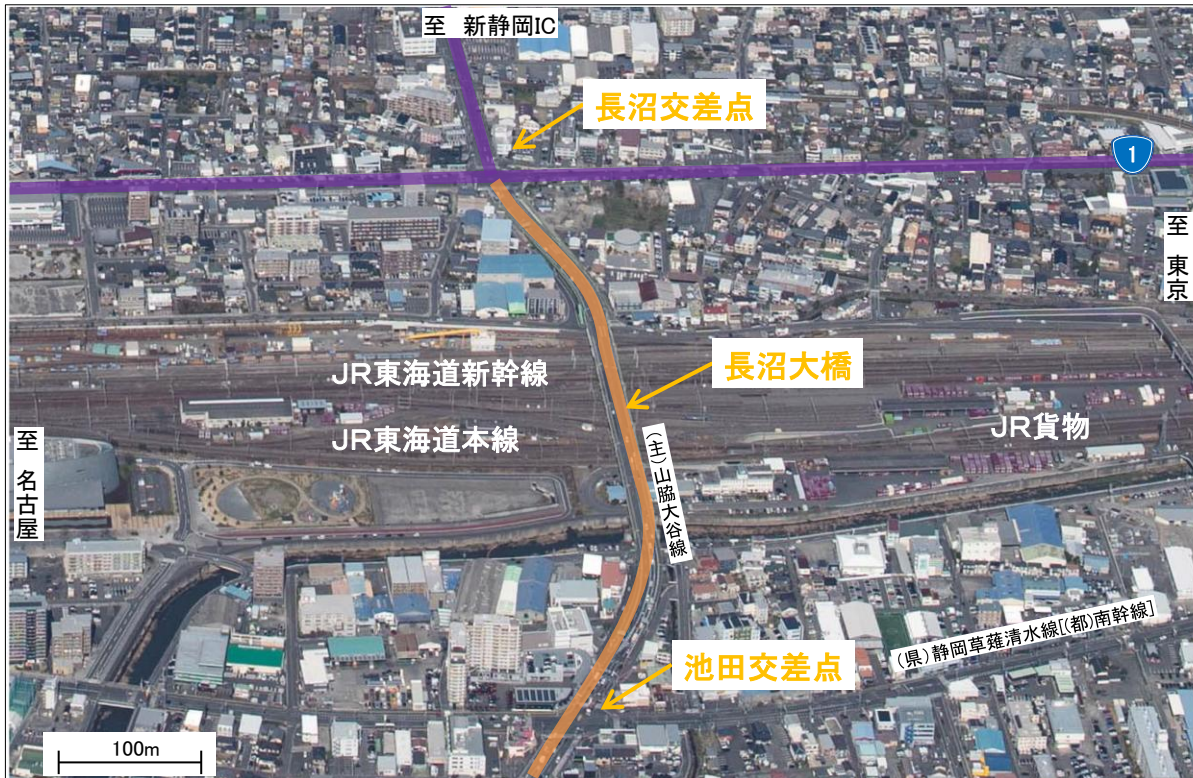 至 新静岡IC
長沼交差点
1
至 東京
JR東海道新幹線
長沼大橋
JR東海道本線
JR貨物
至 名古屋
(主)山脇大谷線
(県)静岡草薙清水線[(都)南幹線]
池田交差点
100m